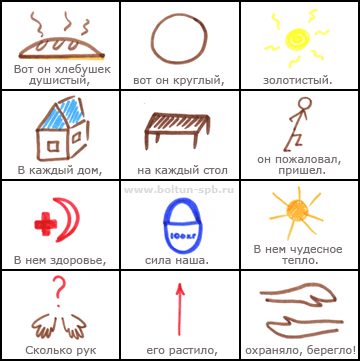 Вот он хлебушек
душистый,
вот он круглый,
золотистый.
В каждый дом,
на каждый стол
он пожаловал,
пришел.
www.boltun-spb.ru
В нем здоровье,
100кг
сила наша.
В нем чудесное
тепло.
?
Сколько рук
его растило,
охраняло, берегло!